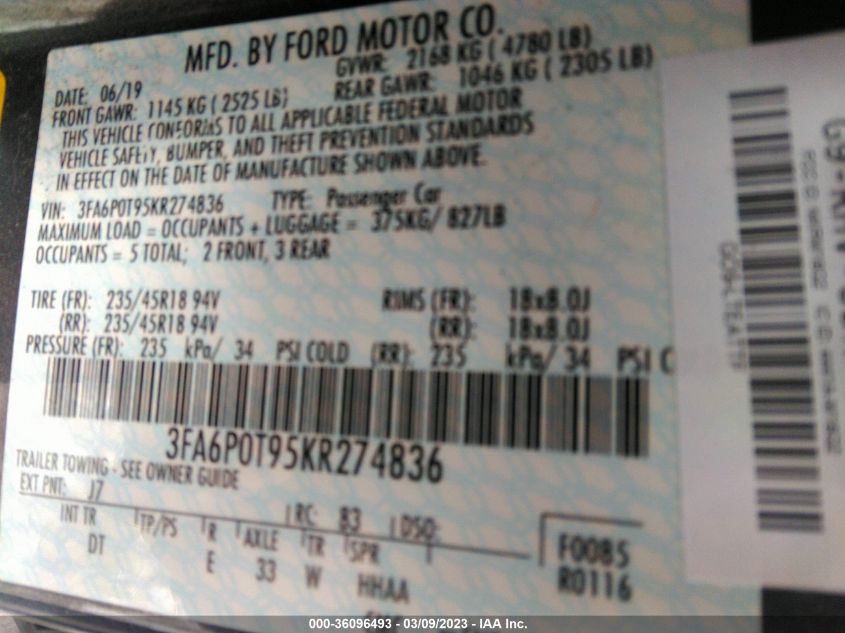 MFD. BY FORD MOTOR CO.
DATE: 06/19 GVWR: 2168 KG ( 4780 LB)
FRONT GAWR: 1145 KG ( 2525 LB) REAR GAWR: 1046 KG ( 2305 LB)
THIS VEHICLE CONFORMS TO ALL APPLICABLE FEDERAL MOTOR
VEHICLE SAFETY, BUMPER, AND THEFT PREVENTION STANDARDS
IN EFFECT ON THE DATE OF MANUFACTURE SHOWN ABOVE.
VIN: 3FA6P0T95KR274836 TYPE: Passenger Car
MAXIMUM LOAD = OCCUPANTS + LUGGAGE = 375KG/ 827LB
OCCUPANTS = 5 TOTAL; 2 FRONT, 3 REAR
TIRE (FR): 235/45R18 94V RIMS (FR): 18x8.0J
(RR): 235/45R18 94V (RR): 18x8.0J
PRESSURE (FR): 235 kPa/ 34 PSI COLD (RR): 235 kPa/ 34 PSI C
3FA6P0T95KR274836
TRAILER TOWING - SEE OWNER GUIDE
EXT PNT: J7 RC: 83 DSO:
INT TR TP/PS R AXLE TR SPR
DT E 33 W HHAA
F0085
R0116
000-36096493 - 03/09/2023 - IAA Inc.